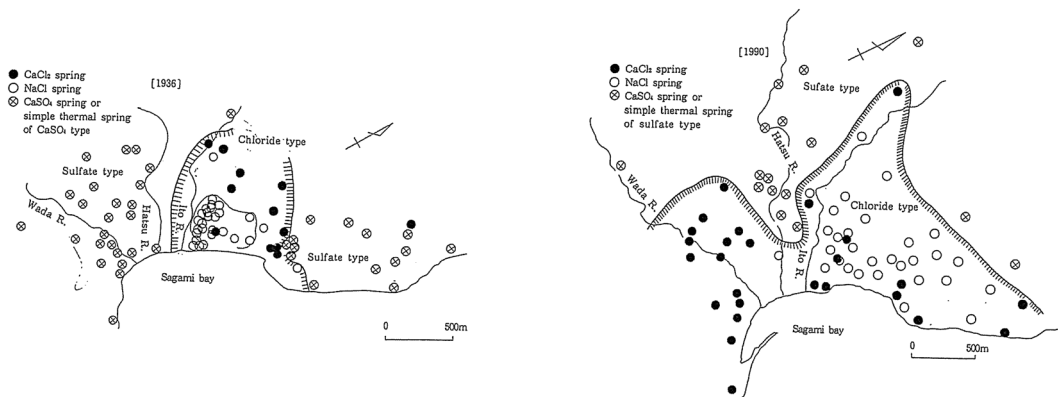 [1936]
● CaCl₂ spring
○ NaCl spring
⊗ CaSO₄ spring or
simple thermal spring
of CaSO₄ type
Chloride type
Sulfate type
Wada R.
Hatsu R.
Ito R.
Sulfate type
Sagami bay
0 500m
[1990]
● CaCl₂ spring
○ NaCl spring
⊗ CaSO₄ spring or
simple thermal spring
of sulfate type
Sufate type
Hatsu R.
Wada R.
Chloride type
Ito R.
Sagami bay
0 500m